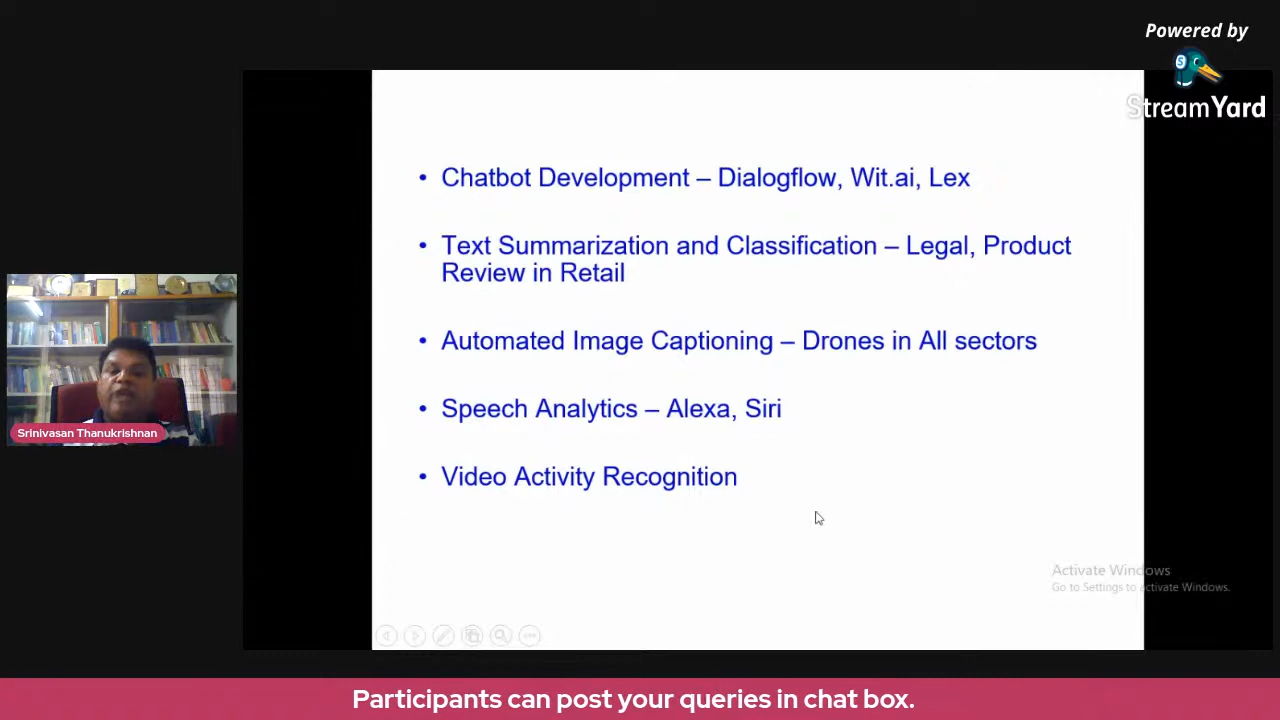 Powered by
StreamYard
• Chatbot Development – Dialogflow, Wit.ai, Lex
• Text Summarization and Classification – Legal, Product
Review in Retail
• Automated Image Captioning – Drones in All sectors
• Speech Analytics – Alexa, Siri
• Video Activity Recognition
Srinivasan Thanukrishnan
Activate Windows
Go to Settings to activate Windows.
Participants can post your queries in chat box.